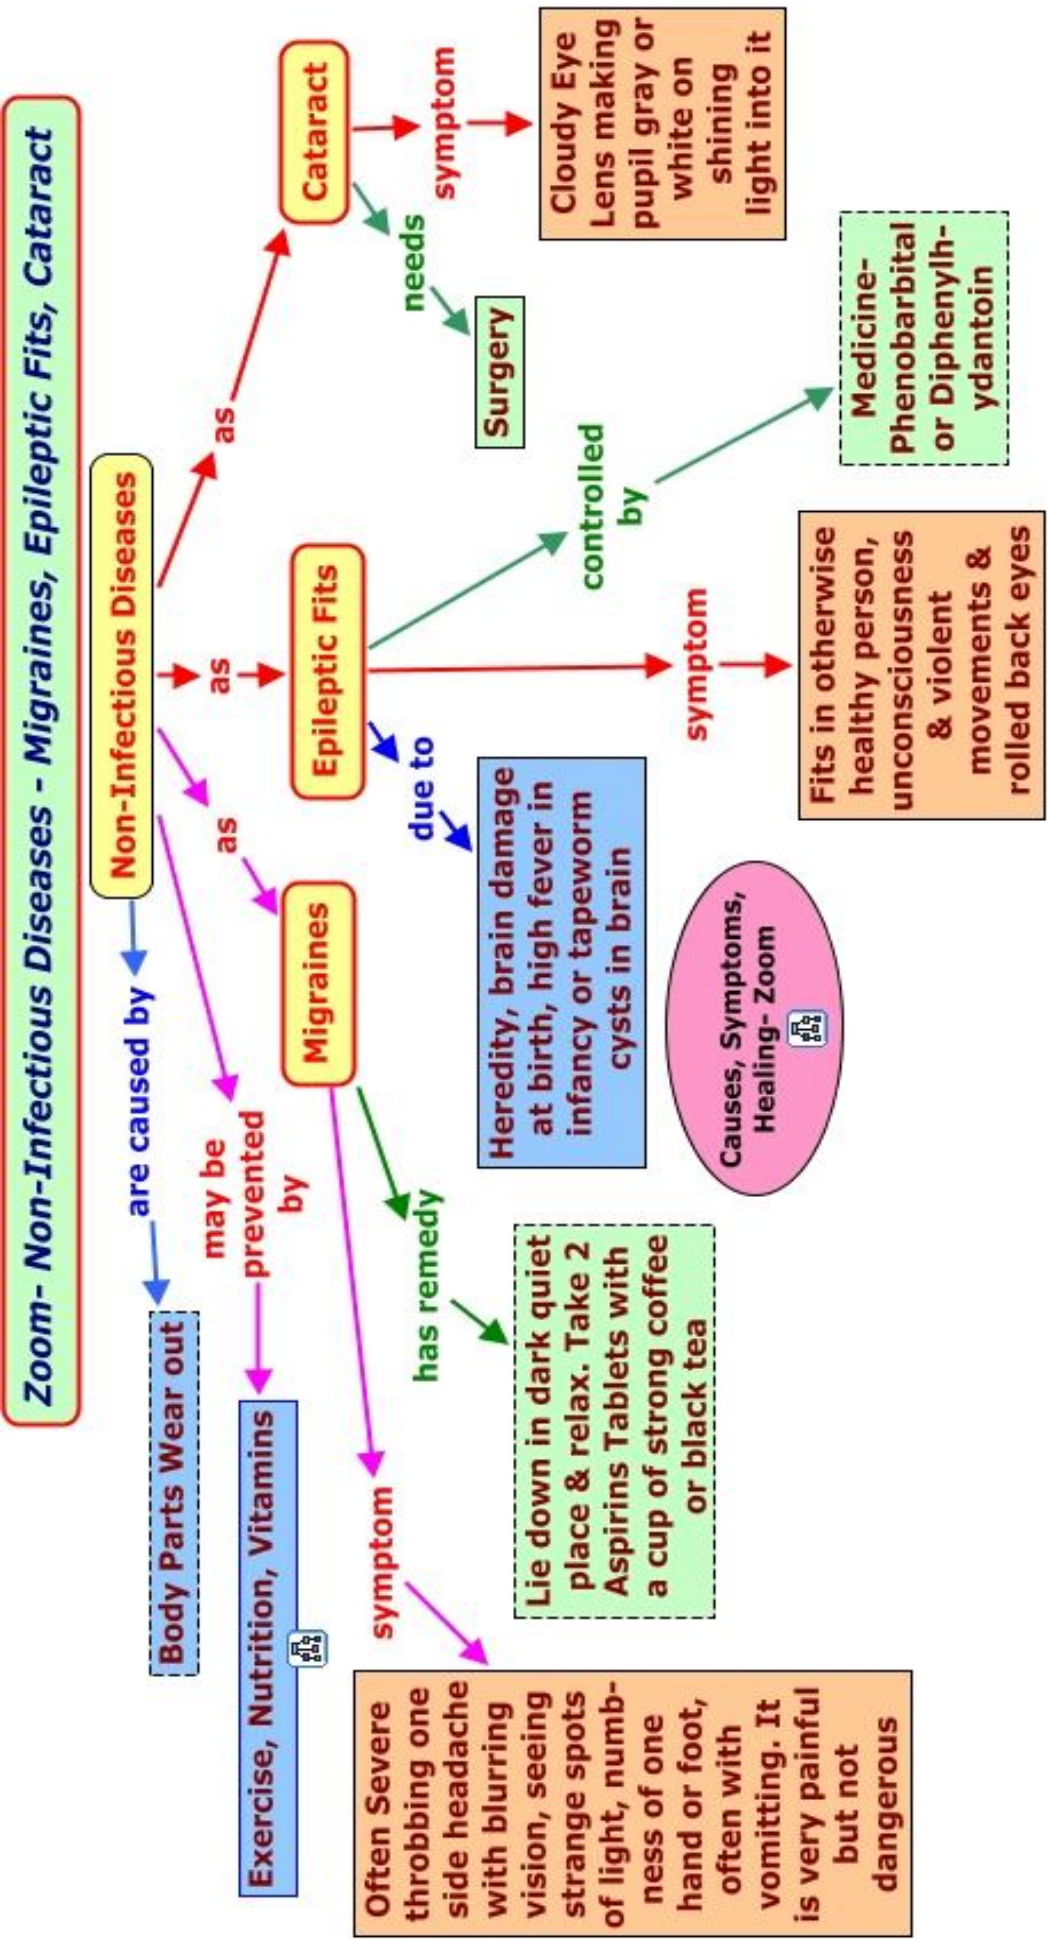 Zoom- Non-Infectious Diseases - Migraines, Epileptic Fits, Cataract
Non-Infectious Diseases
are caused by
Body Parts Wear out
may be
prevented
by
Exercise, Nutrition, Vitamins
as
Migraines
symptom
Often Severe
throbbing one
side headache
with blurring
vision, seeing
strange spots
of light, numb-
ness of one
hand or foot,
often with
vomitting. It
is very painful
but not
dangerous
has remedy
Lie down in dark quiet
place & relax. Take 2
Aspirins Tablets with
a cup of strong coffee
or black tea
as
Epileptic Fits
due to
Heredity, brain damage
at birth, high fever in
infancy or tapeworm
cysts in brain
symptom
Fits in otherwise
healthy person,
unconsciousness
& violent
movements &
rolled back eyes
controlled
by
Medicine-
Phenobarbital
or Diphenylh-
ydantoin
as
Cataract
needs
Surgery
symptom
Cloudy Eye
Lens making
pupil gray or
white on
shining
light into it
Causes, Symptoms,
Healing- Zoom